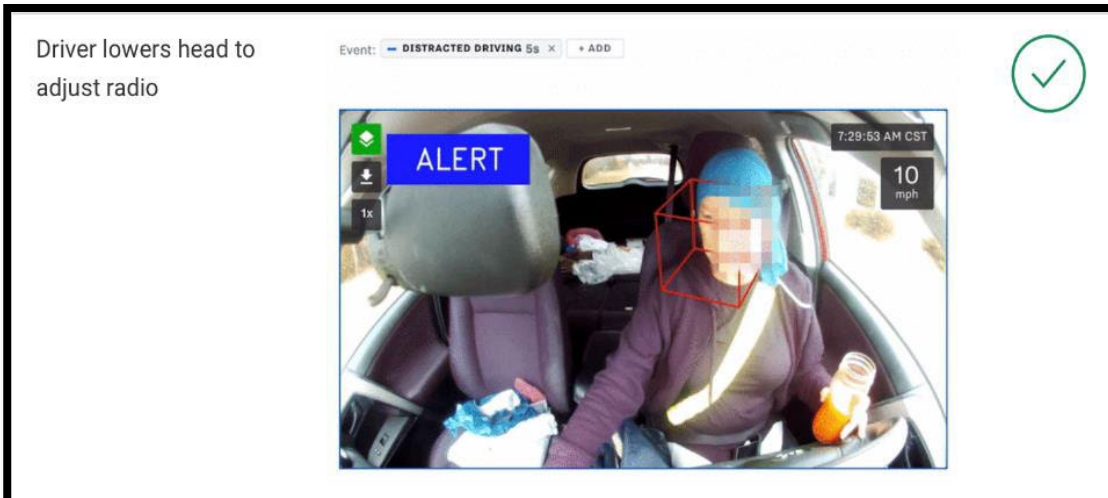 Driver lowers head to
adjust radio
Event: DISTRACTED DRIVING 5s × + ADD
ALERT
7:29:53 AM CST
10
mph
1x